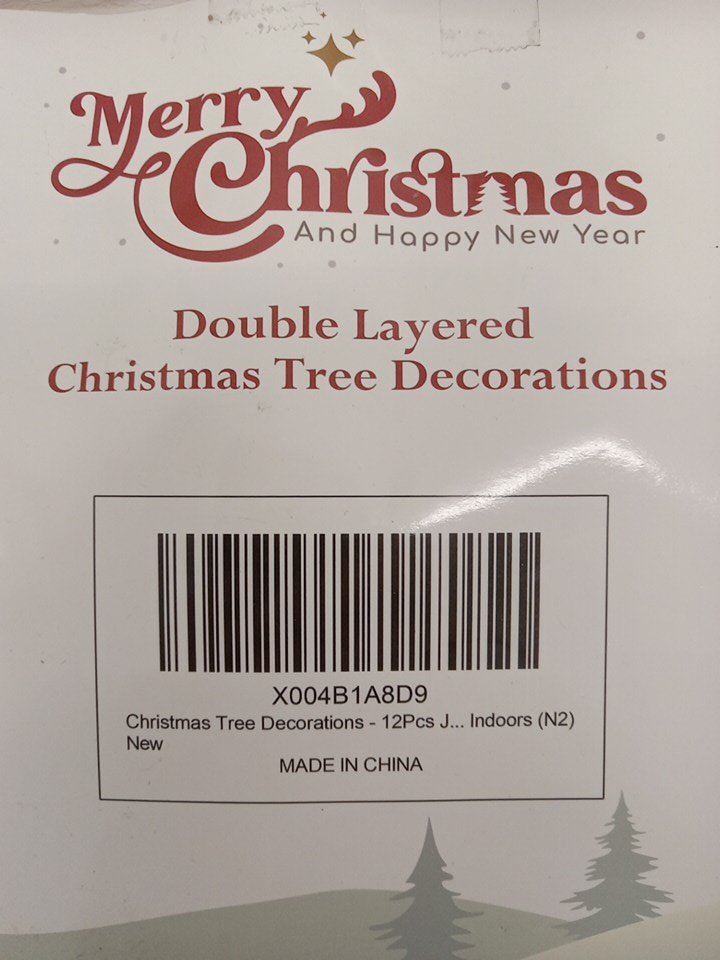 Merry
Christmas
And Happy New Year
Double Layered
Christmas Tree Decorations
X004B1A8D9
Christmas Tree Decorations - 12Pcs J... Indoors (N2)
New
MADE IN CHINA